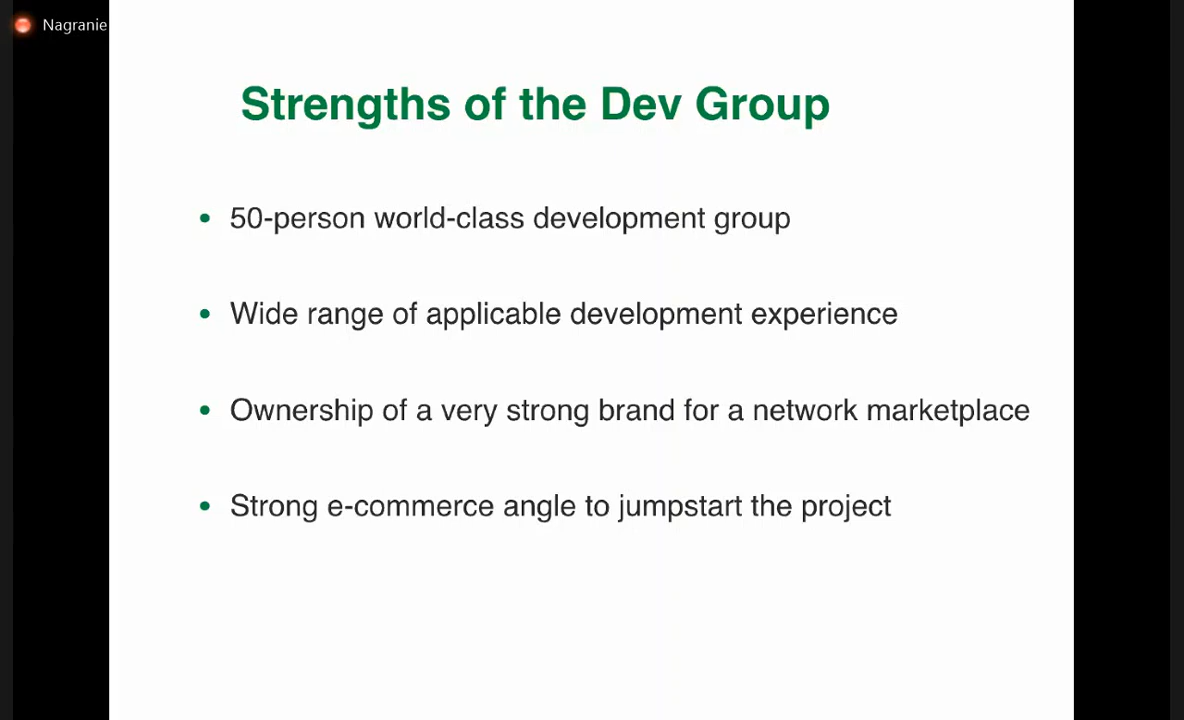 Nagranie
Strengths of the Dev Group
• 50-person world-class development group
• Wide range of applicable development experience
• Ownership of a very strong brand for a network marketplace
• Strong e-commerce angle to jumpstart the project